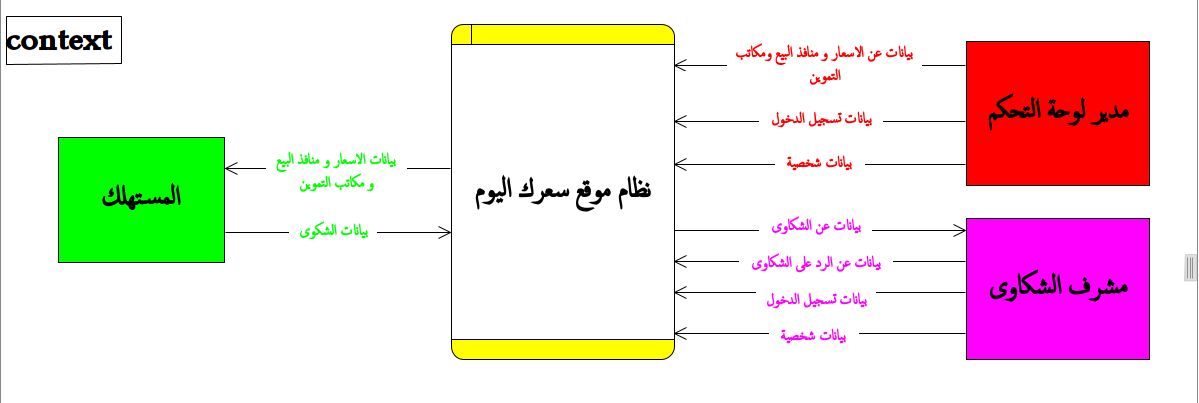 context
بيانات عن الاسعار و منافذ البيع ومكاتب
التموين
بيانات تسجيل الدخول
بيانات شخصية
مدير لوحة التحكم
نظام موقع سعرك اليوم
بيانات الاسعار و منافذ البيع
و مكاتب التموين
بيانات الشكوى
المستهلك
بيانات عن الشكاوى
بيانات عن الرد على الشكاوى
بيانات تسجيل الدخول
بيانات شخصية
مشرف الشكاوى